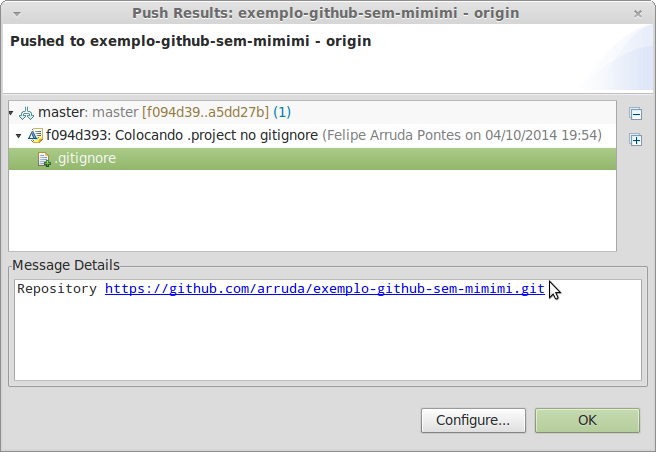 Push Results: exemplo-github-sem-mimimi - origin
Pushed to exemplo-github-sem-mimimi - origin
master: master [f094d39..a5dd27b] (1)
f094d393: Colocando .project no gitignore (Felipe Arruda Pontes on 04/10/2014 19:54)
.gitignore
Message Details
Repository https://github.com/arruda/exemplo-github-sem-mimimi.git
Configure... OK